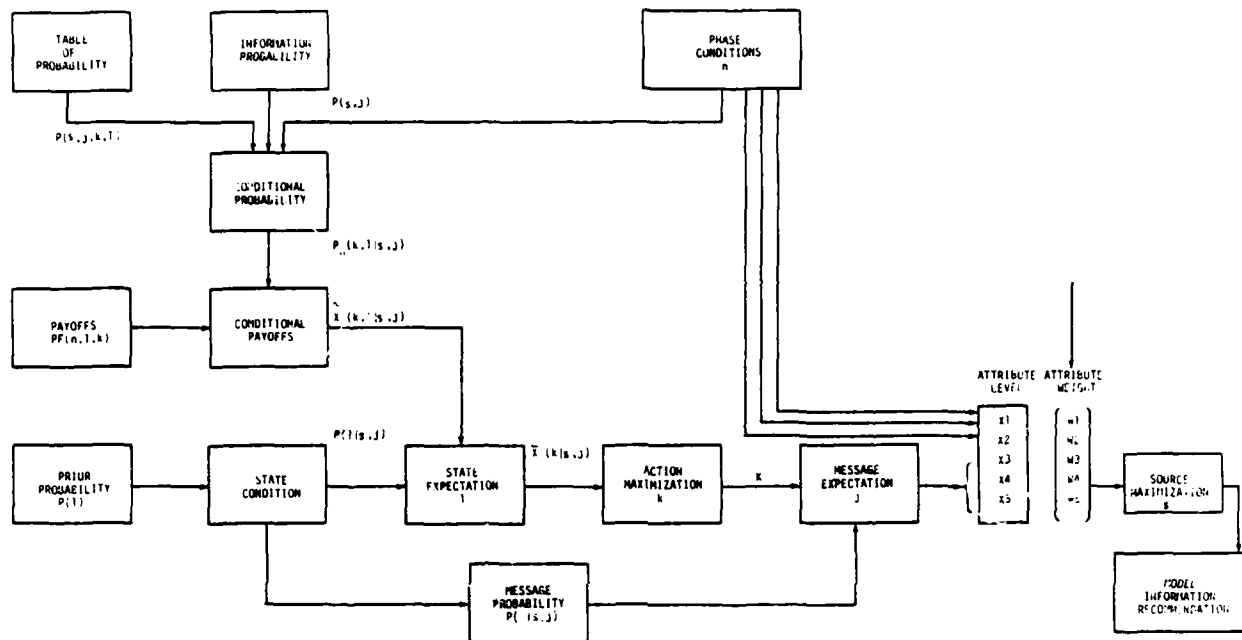 TABLE
OF
PROBABILITY
INFORMATION
PROGALILITY
PHASE
CONDITIONS
n
P(s,j)
P(s,j,k,l)
CONDITIONAL
PROBABILITY
P n (k,l|s,j)
PAYOFFS
PF(n,l,k)
CONDITIONAL
PAYOFFS
X (k,l|s,j)
ATTRIBUTE
LEVEL
ATTRIBUTE
WEIGHT
X1
X2
X3
X4
X5
W1
W2
W3
W4
W5
PRIOR
PROBABILITY
P(l)
STATE
CONDITION
P(l|s,j)
STATE
EXPECTATION
l
X (k|s,j)
ACTION
MAXIMIZATION
k
K
MESSAGE
EXPECTATION
J
SOURCE
MAXIMIZATION
s
MESSAGE
PROBABILITY
P( (s,j)
MODEL
INFORMATION
RECOMMENDATION